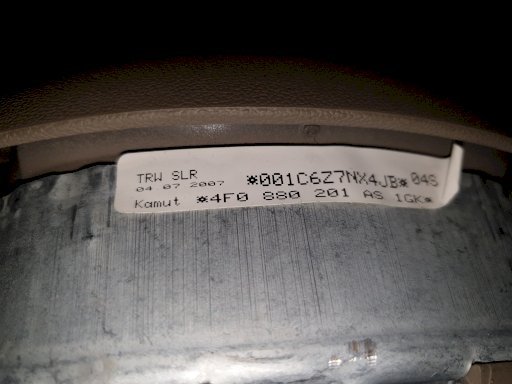 TRW SLR *001C6Z7NX4JB* 04S
04 07 2007
Kamut *4F0 880 201 AS 1GK*